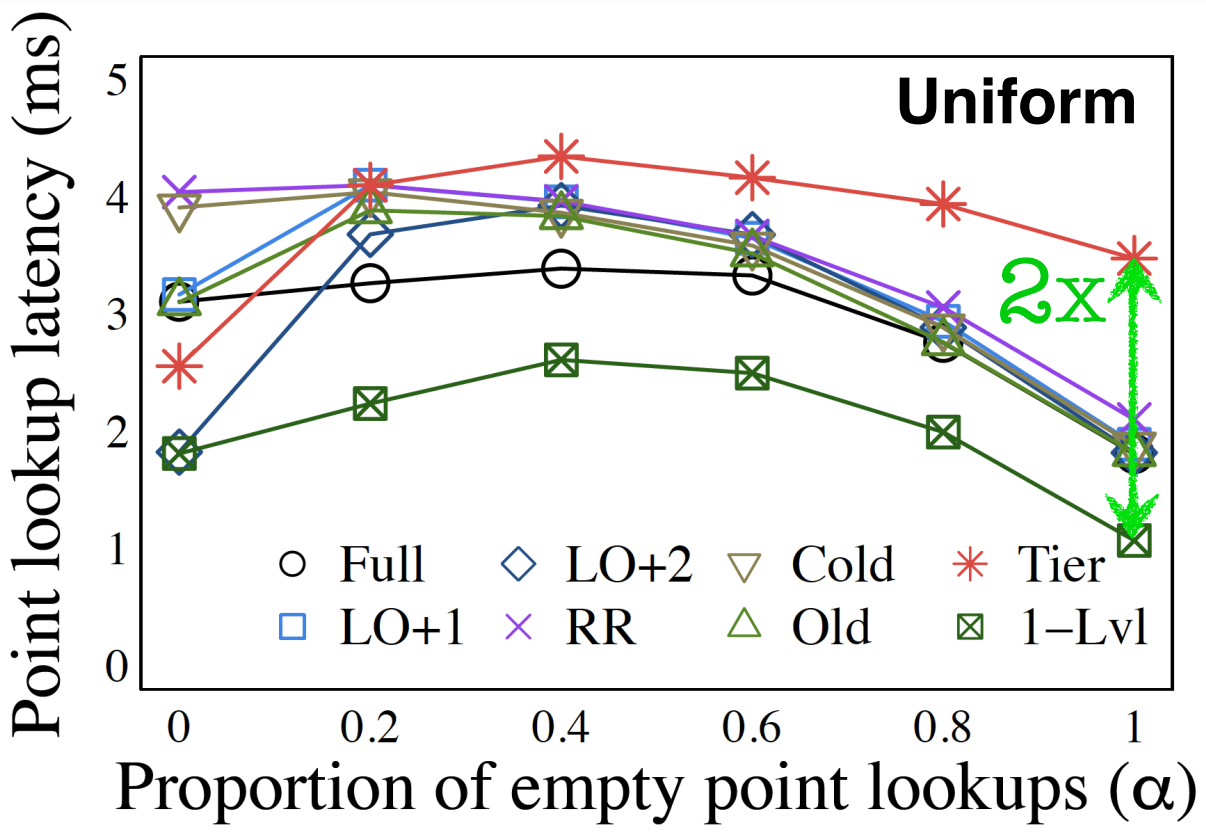 Point lookup latency (ms)
5
4
3
2
1
0
Uniform
2x
Full LO+2 Cold Tier
LO+1 RR Old 1−Lvl
0 0.2 0.4 0.6 0.8 1
Proportion of empty point lookups (α)